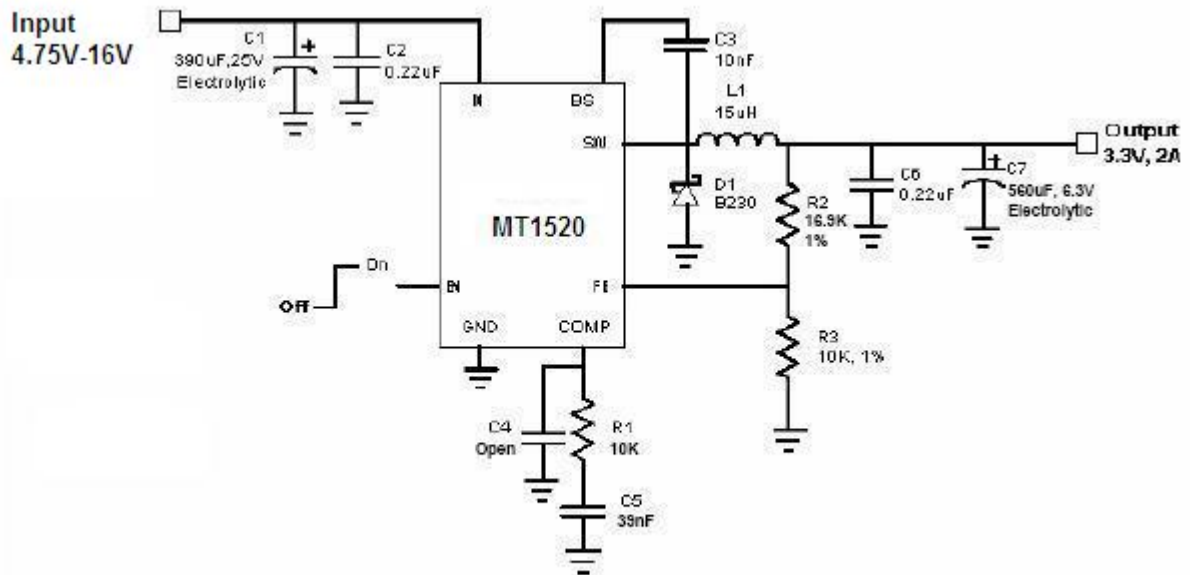 Input
4.75V-16V
C1
390uF,25V
Electrolytic
C2
0.22uF
C3
10nF
L1
15uH
IN
BS
SW
MT1520
EN
FB
GND
COMP
On
Off
D1
B230
R2
16.9K
1%
C6
0.22uF
C7
560uF, 6.3V
Electrolytic
Output
3.3V, 2A
R3
10K, 1%
C4
Open
R1
10K
C5
39nF